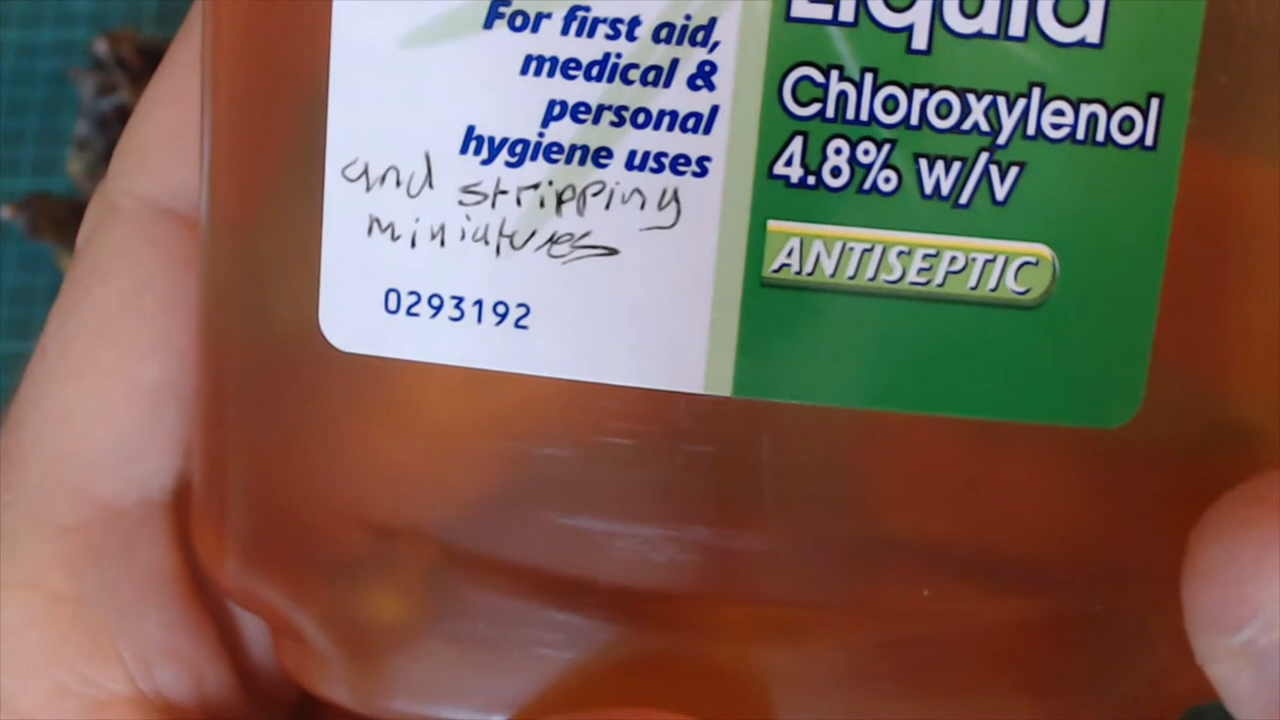 For first aid,
medical &
personal
hygiene uses
and stripping
miniatures
0293192
Liquid
Chloroxylenol
4.8% w/v
ANTISEPTIC